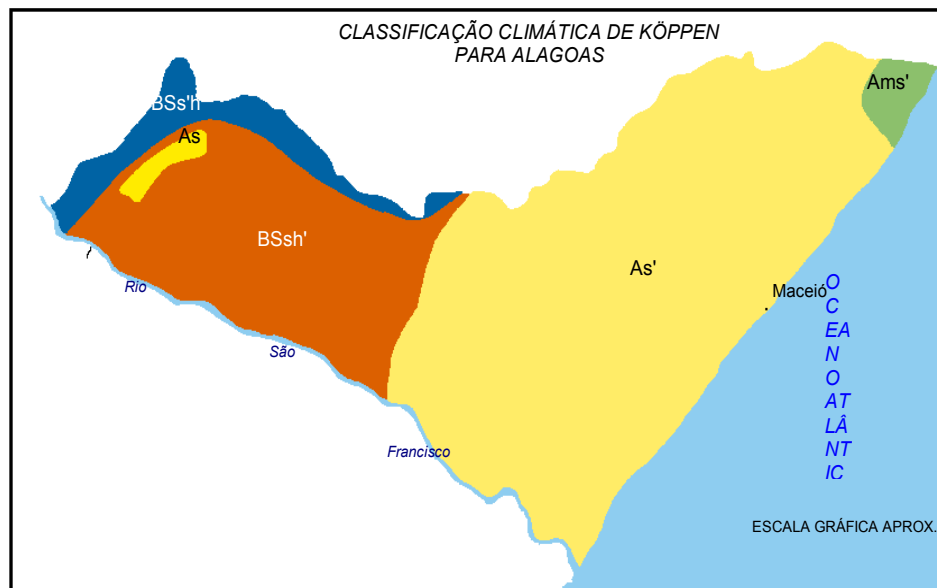 CLASSIFICAÇÃO CLIMÁTICA DE KÖPPEN
PARA ALAGOAS
Ams'
BSs'h
As
BSsh'
As'
Maceió
Rio
São
Francisco
O
C
EA
N
O
AT
LÂ
NT
IC
ESCALA GRÁFICA APROX.